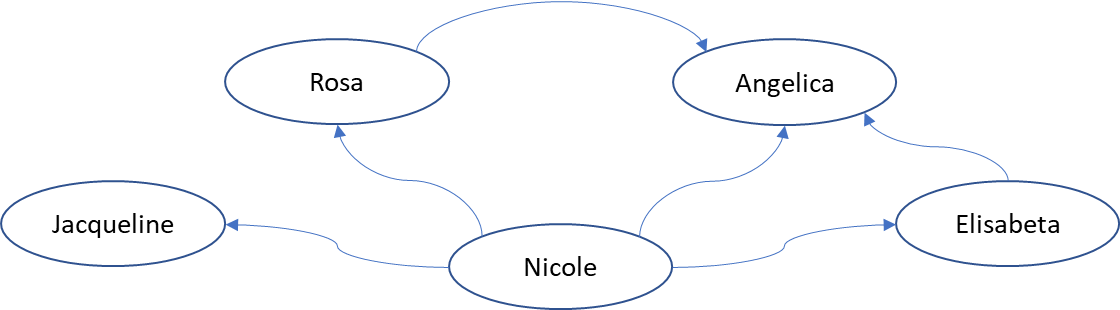 Rosa
Angelica
Jacqueline
Nicole
Elisabeta